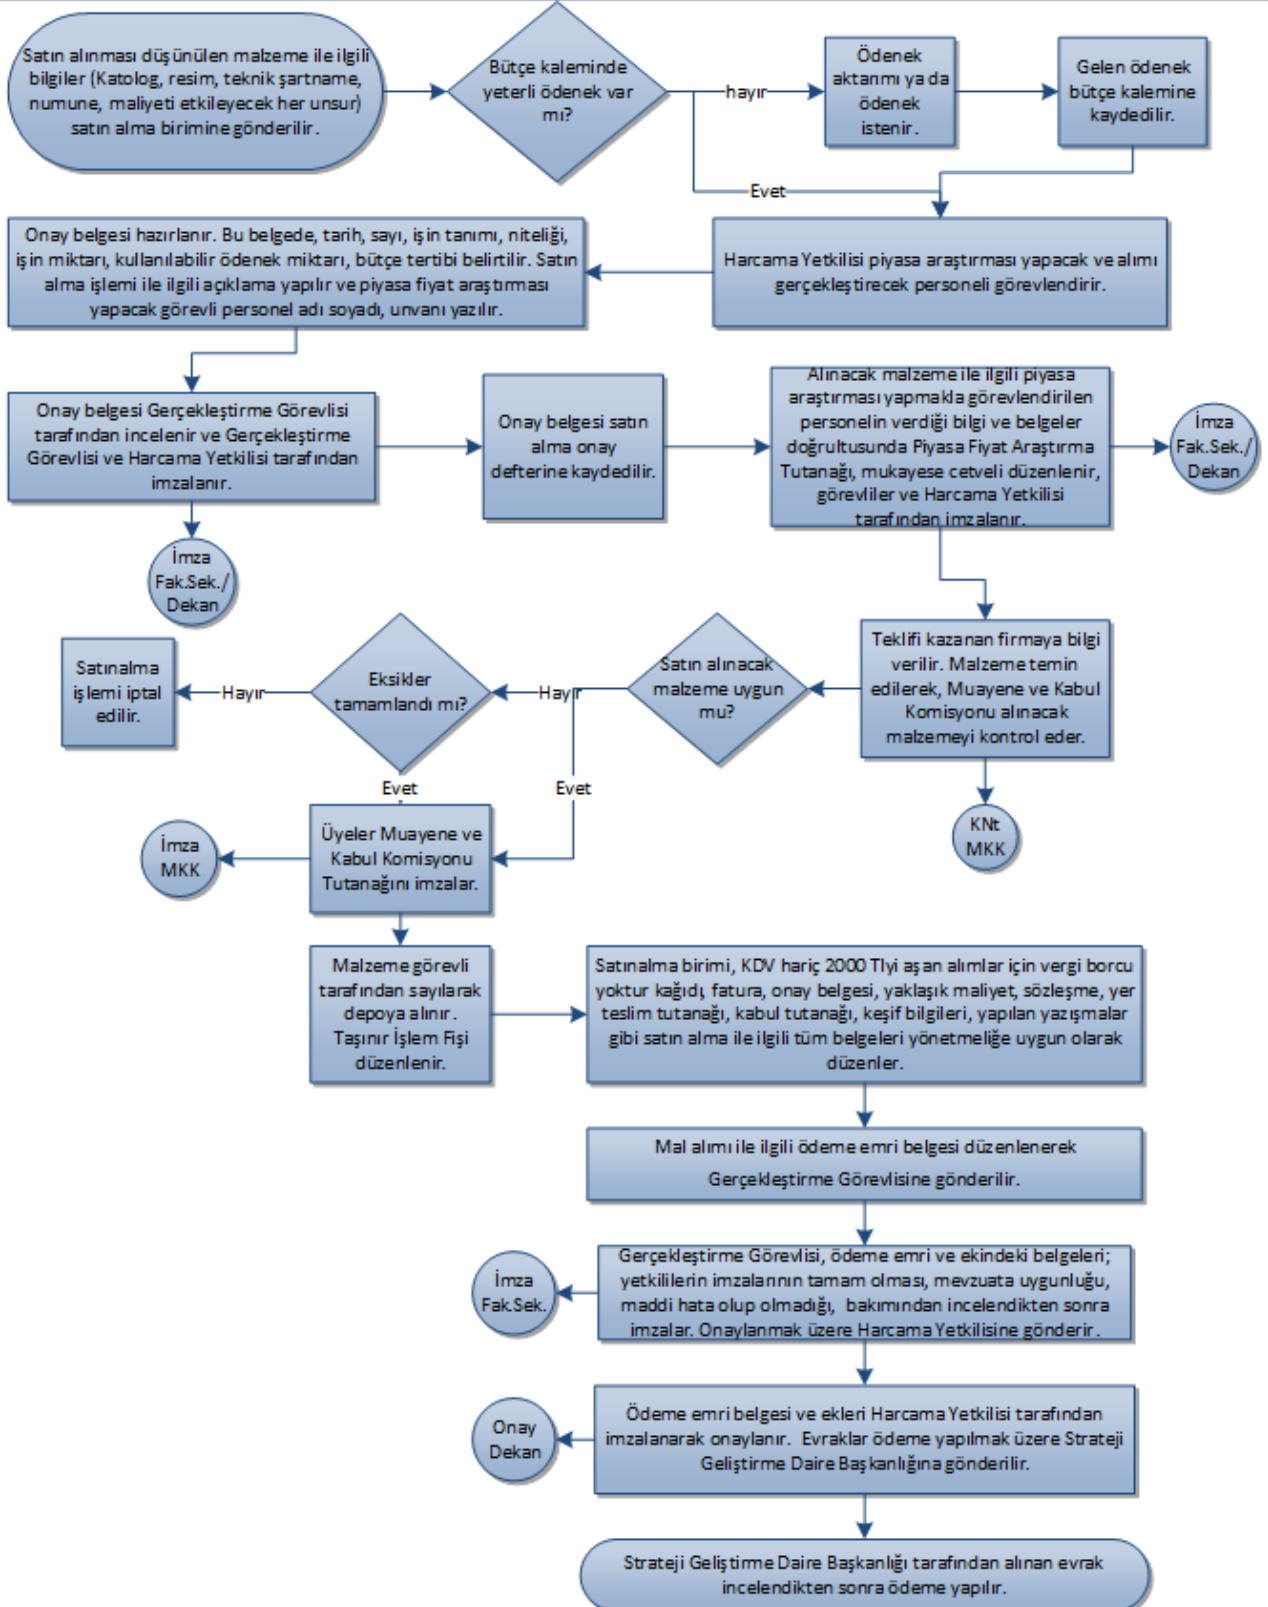 Satın alınması düşünülen malzeme ile ilgili
bilgiler (Katolog, resim, teknik şartname,
numune, maliyeti etkileyecek her unsur)
satın alma birimine gönderilir.
Bütçe kaleminde
yeterli ödenek var
mı?
hayır
Ödenek
aktarımı ya da
ödenek
istenir.
Gelen ödenek
bütçe kalemine
kaydedilir.
Evet
Harcama Yetkilisi piyasa araştırması yapacak ve alımı
gerçekleştirecek personeli görevlendirir.
Onay belgesi hazırlanır. Bu belgede, tarih, sayı, işin tanımı, niteliği,
işin miktarı, kullanılabilir ödenek miktarı, bütçe tertibi belirtilir. Satın
alma işlemi ile ilgili açıklama yapılır ve piyasa fiyat araştırması
yapacak görevli personel adı soyadı, unvanı yazılır.
Onay belgesi Gerçekleştirme Görevlisi
tarafından incelenir ve Gerçekleştirme
Görevlisi ve Harcama Yetkilisi tarafından
imzalanır.
Onay belgesi satın
alma onay
defterine kaydedilir.
Alınacak malzeme ile ilgili piyasa
araştırması yapmakla görevlendirilen
personelin verdiği bilgi ve belgeler
doğrultusunda Piyasa Fiyat Araştırma
Tutanağı, mukayese cetveli düzenlenir,
görevliler ve Harcama Yetkilisi
tarafından imzalanır.
İmza
Fak.Sek./
Dekan
İmza
Fak.Sek./
Dekan
Teklifi kazanan firmaya bilgi
verilir. Malzeme temin
edilerek, Muayene ve Kabul
Komisyonu alınacak
malzemeyi kontrol eder.
Satın alınacak
malzeme uygun
mu?
Hayır
Eksikler
tamamlandı mı?
Hayır
Satınalma
işlemi iptal
edilir.
Evet
Evet
KNt
MKK
Üyeler Muayene ve
Kabul Komisyonu
Tutanağını imzalar.
İmza
MKK
Malzeme görevli
tarafından sayılarak
depoya alınır.
Taşınır İşlem Fişi
düzenlenir.
Satınalma birimi, KDV hariç 2000 Tlyi aşan alımlar için vergi borcu
yoktur kağıdı, fatura, onay belgesi, yaklaşık maliyet, sözleşme, yer
teslim tutanağı, kabul tutanağı, keşif bilgileri, yapılan yazışmalar
gibi satın alma ile ilgili tüm belgeleri yönetmeliğe uygun olarak
düzenler.
Mal alımı ile ilgili ödeme emri belgesi düzenlenerek
Gerçekleştirme Görevlisine gönderilir.
Gerçekleştirme Görevlisi, ödeme emri ve ekindeki belgeleri;
yetkililerin imzalarının tamam olması, mevzuata uygunluğu,
maddi hata olup olmadığı, bakımından incelendikten sonra
imzalar. Onaylanmak üzere Harcama Yetkilisine gönderir.
İmza
Fak.Sek.
Ödeme emri belgesi ve ekleri Harcama Yetkilisi tarafından
imzalanarak onaylanır. Evraklar ödeme yapılmak üzere Strateji
Geliştirme Daire Başkanlığına gönderilir.
Onay
Dekan
Strateji Geliştirme Daire Başkanlığı tarafından alınan evrak
incelendikten sonra ödeme yapılır.